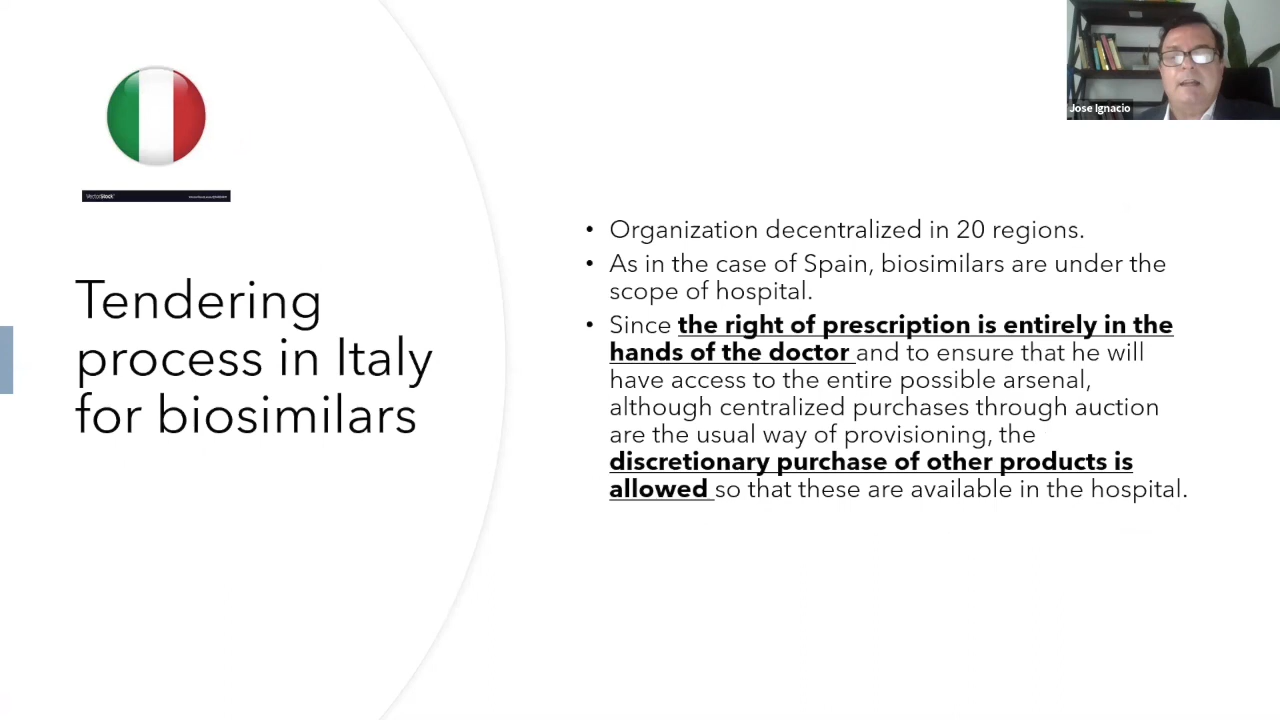 Jose Ignacio
VectorStock
Tendering
process in Italy
for biosimilars
• Organization decentralized in 20 regions.
• As in the case of Spain, biosimilars are under the
scope of hospital.
• Since the right of prescription is entirely in the
hands of the doctor and to ensure that he will
have access to the entire possible arsenal,
although centralized purchases through auction
are the usual way of provisioning, the
discretionary purchase of other products is
allowed so that these are available in the hospital.